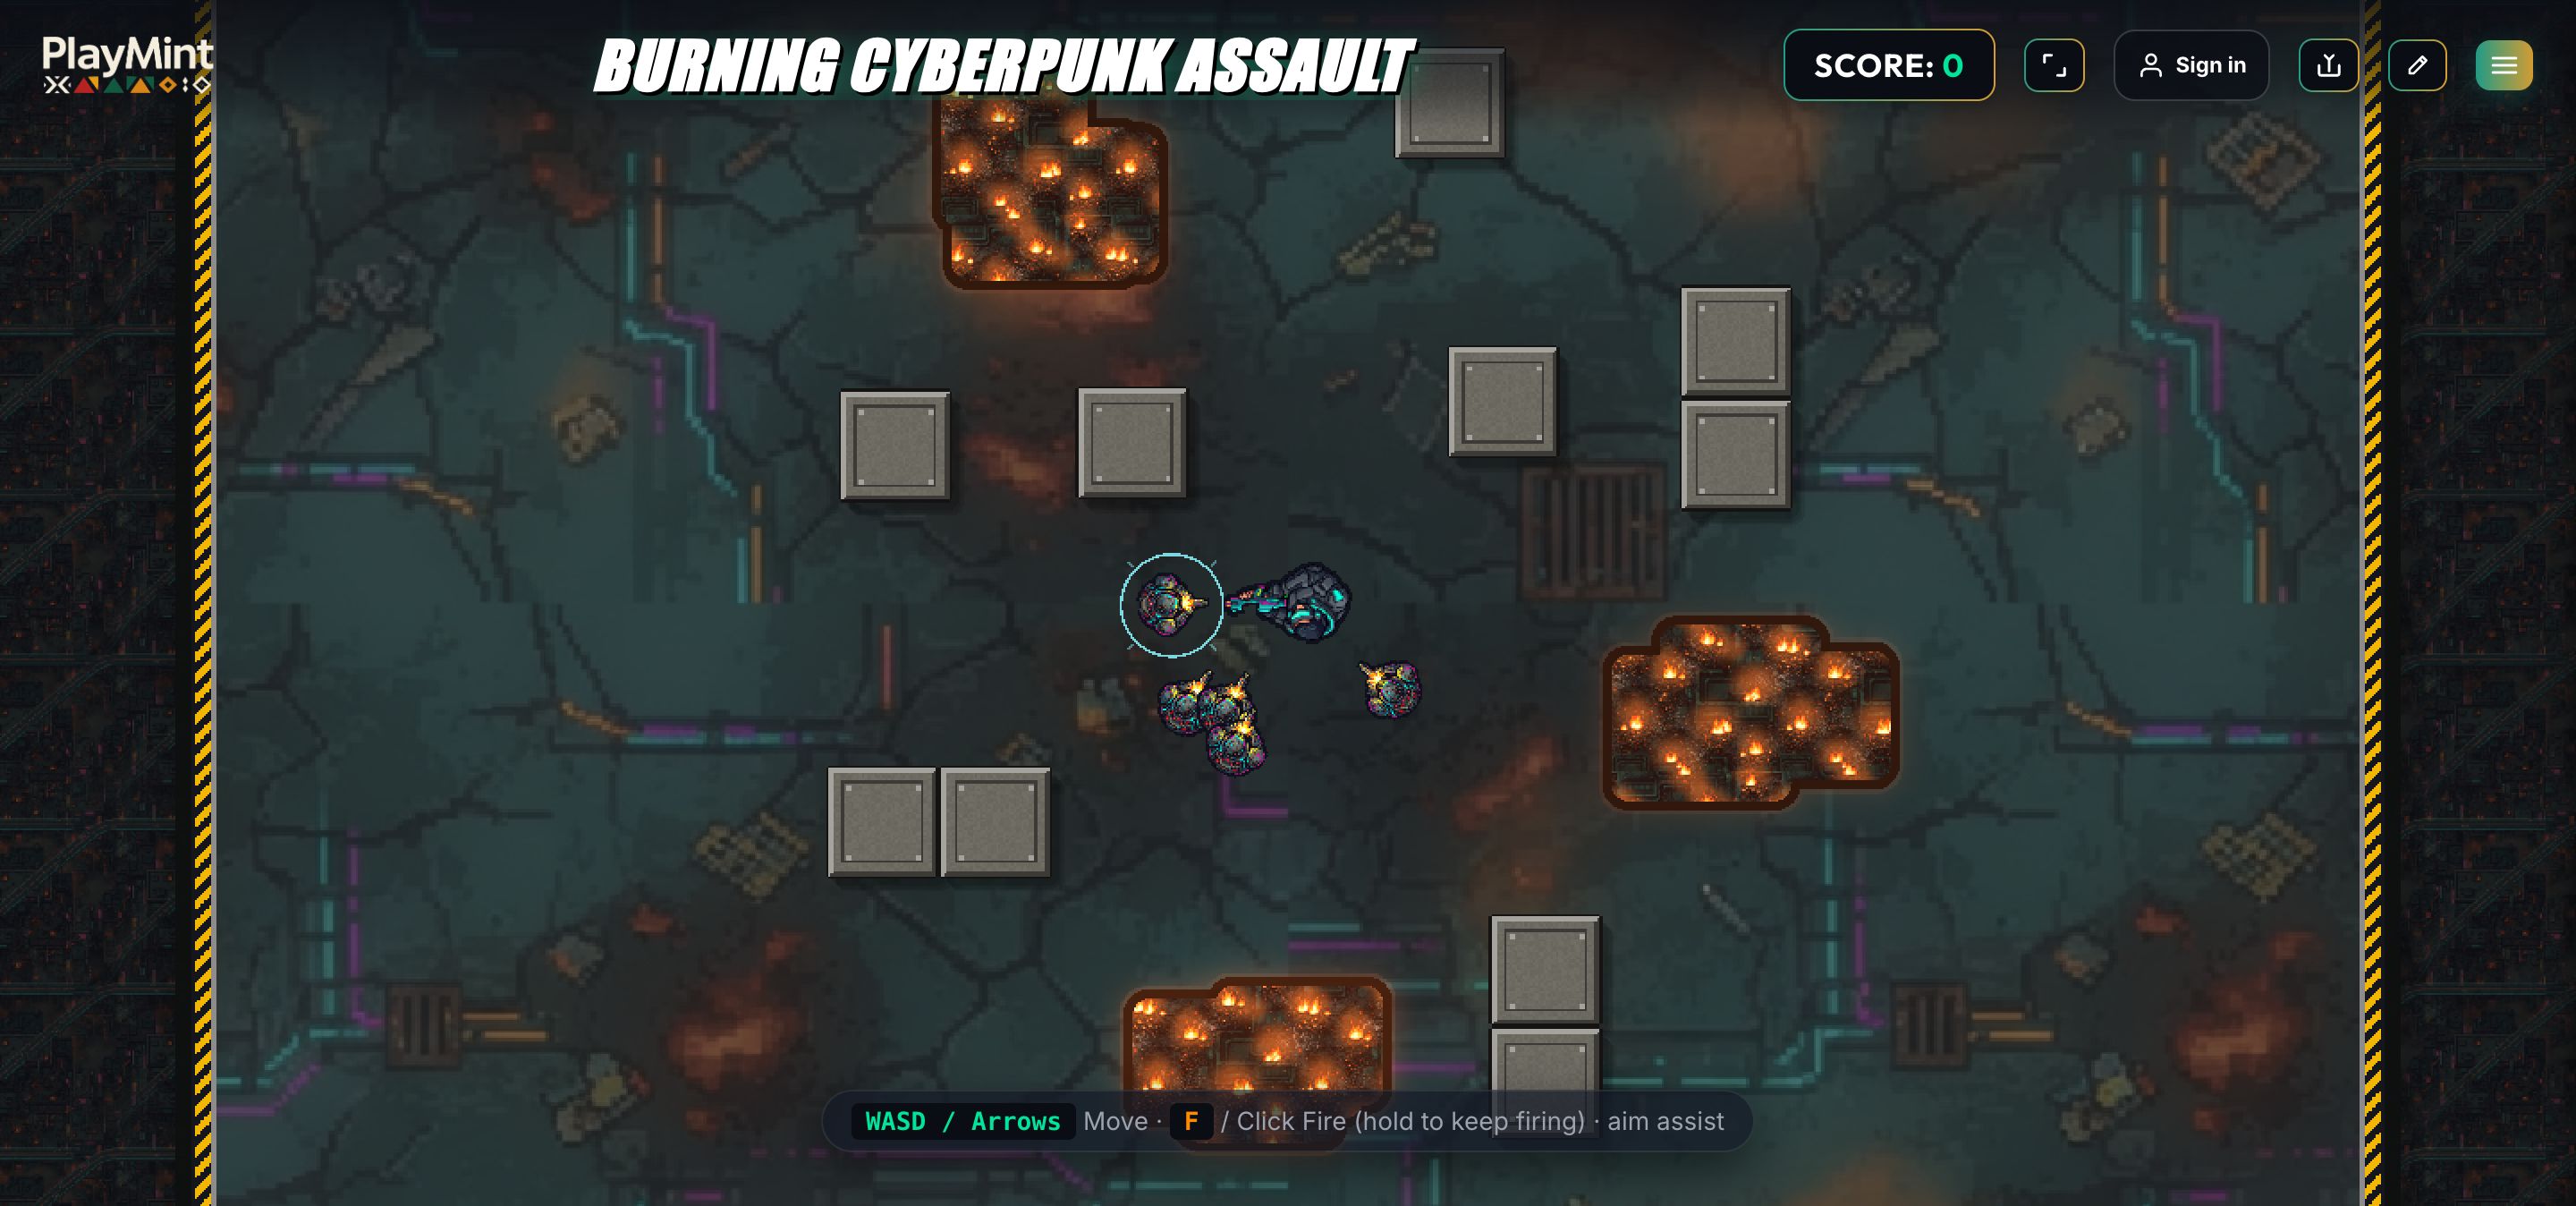 PlayMint
BURNING CYBERPUNK ASSAULT
SCORE: 0
Sign in
WASD / Arrows Move · F / Click Fire (hold to keep firing) · aim assist